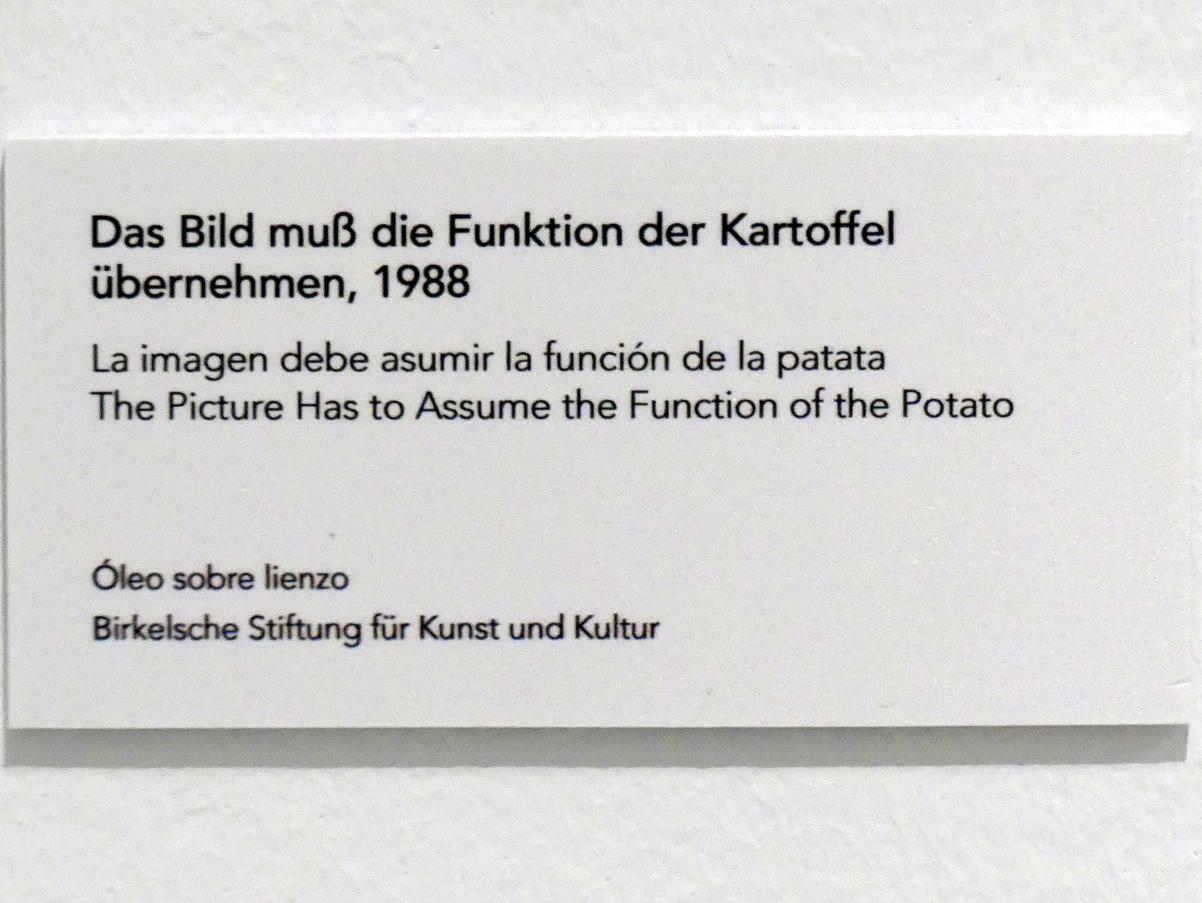 Das Bild muß die Funktion der Kartoffel
übernehmen, 1988
La imagen debe asumir la función de la patata
The Picture Has to Assume the Function of the Potato
Óleo sobre lienzo
Birkelsche Stiftung für Kunst und Kultur